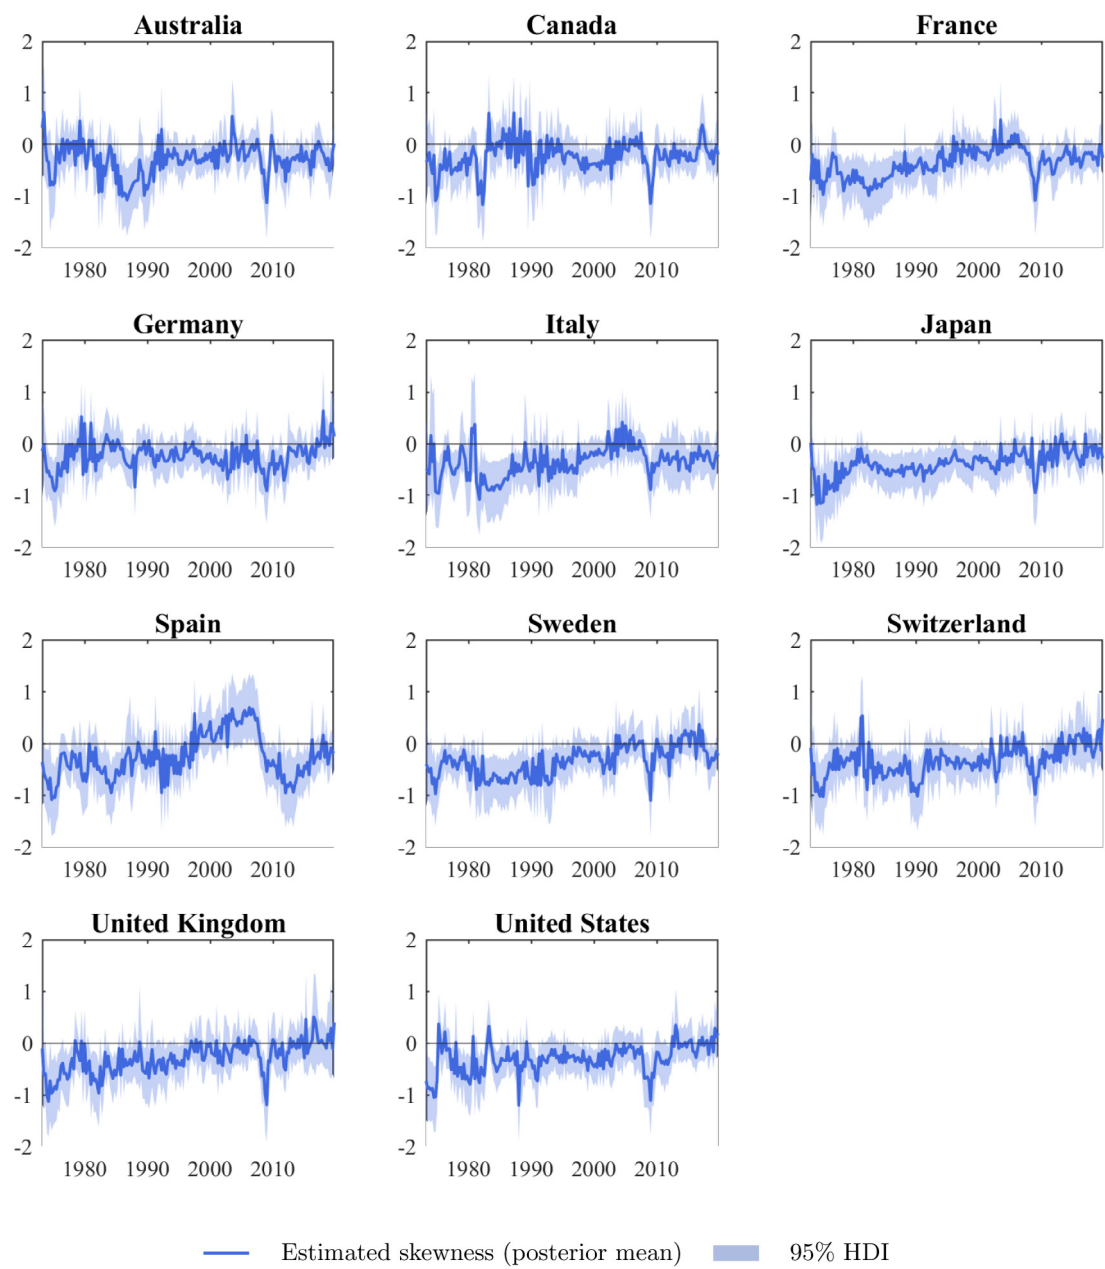 Australia Canada France
2 2 2
1 1 1
0 0 0
-1 -1 -1
-2 -2 -2
1980 1990 2000 2010 1980 1990 2000 2010 1980 1990 2000 2010
Germany Italy Japan
2 2 2
1 1 1
0 0 0
-1 -1 -1
-2 -2 -2
1980 1990 2000 2010 1980 1990 2000 2010 1980 1990 2000 2010
Spain Sweden Switzerland
2 2 2
1 1 1
0 0 0
-1 -1 -1
-2 -2 -2
1980 1990 2000 2010 1980 1990 2000 2010 1980 1990 2000 2010
United Kingdom United States
2 2
1 1
0 0
-1 -1
-2 -2
1980 1990 2000 2010 1980 1990 2000 2010
Estimated skewness (posterior mean) 95% HDI